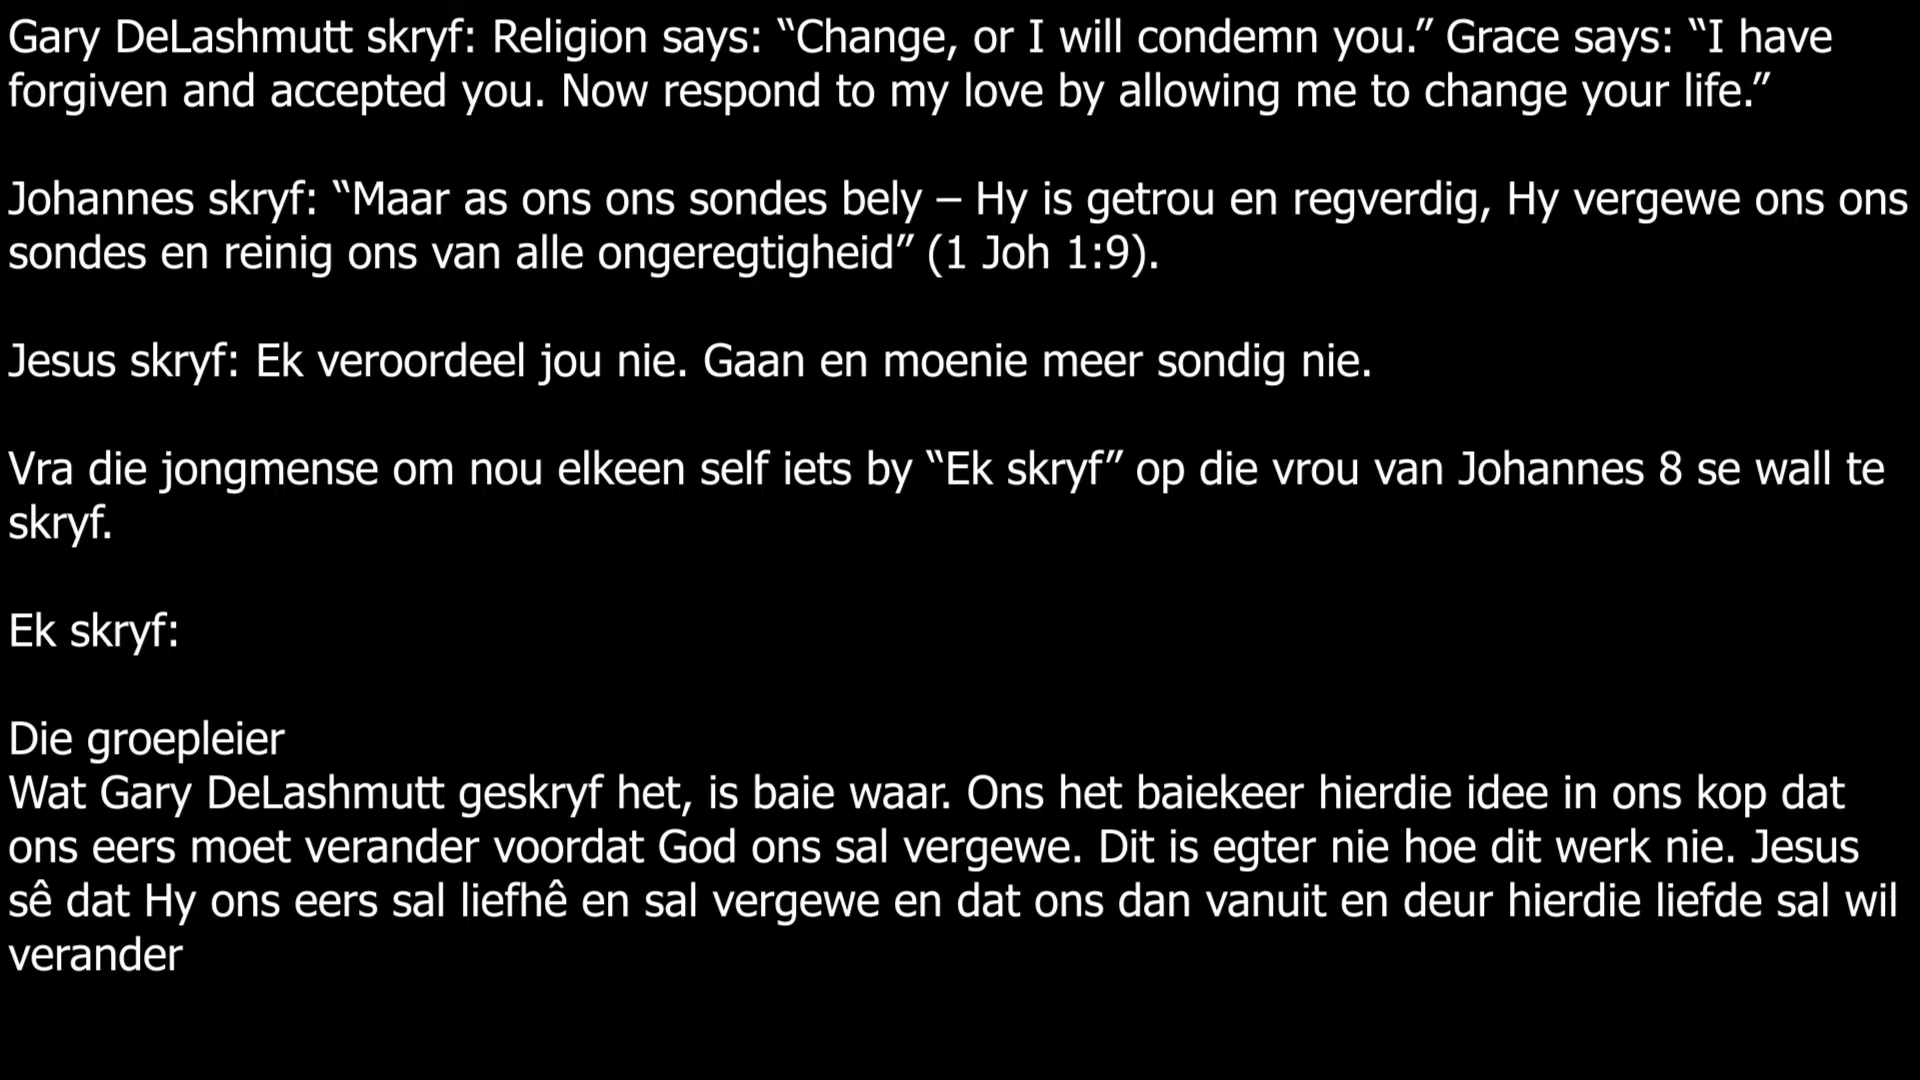 Gary DeLashmutt skryf: Religion says: “Change, or I will condemn you.” Grace says: “I have
forgiven and accepted you. Now respond to my love by allowing me to change your life.”
Johannes skryf: “Maar as ons ons sondes bely – Hy is getrou en regverdig, Hy vergewe ons ons
sondes en reinig ons van alle ongeregtigheid” (1 Joh 1:9).
Jesus skryf: Ek veroordeel jou nie. Gaan en moenie meer sondig nie.
Vra die jongmense om nou elkeen self iets by “Ek skryf” op die vrou van Johannes 8 se wall te
skryf.
Ek skryf:
Die groepleier
Wat Gary DeLashmutt geskryf het, is baie waar. Ons het baiekeer hierdie idee in ons kop dat
ons eers moet verander voordat God ons sal vergewe. Dit is egter nie hoe dit werk nie. Jesus
sê dat Hy ons eers sal liefhê en sal vergewe en dat ons dan vanuit en deur hierdie liefde sal wil
verander